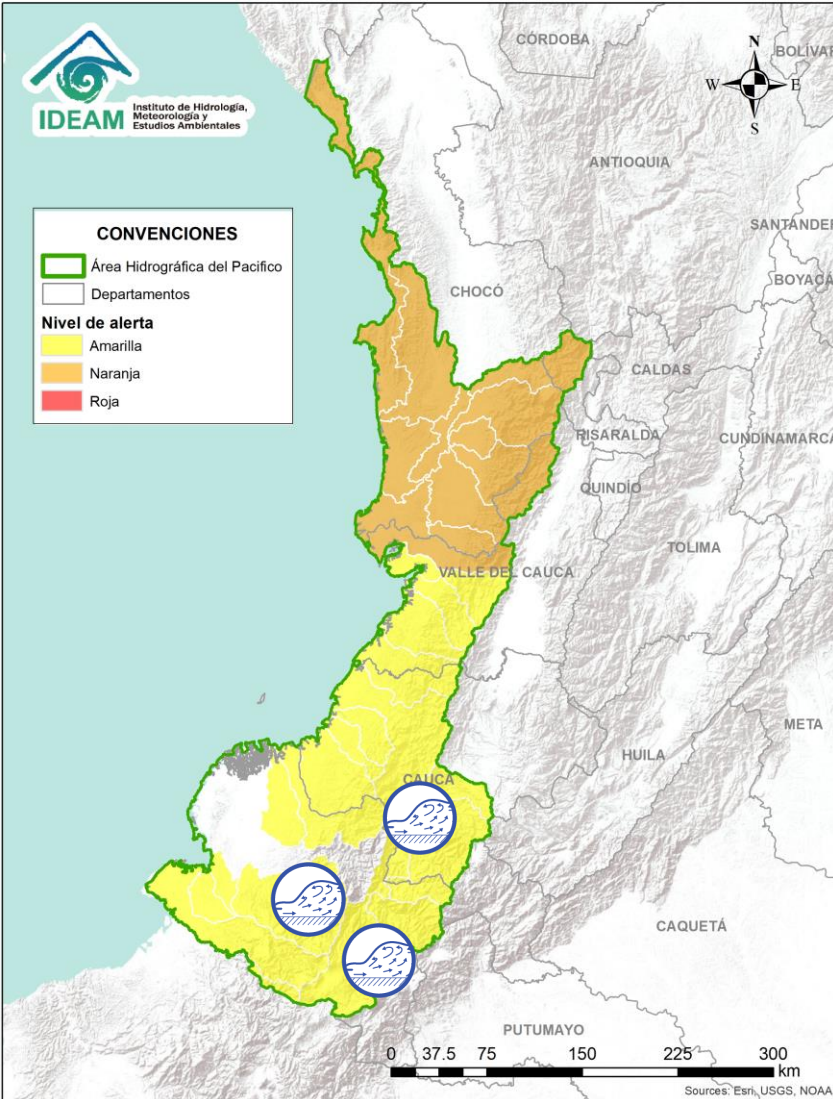 IDEAM
Instituto de Hidrología,
Meteorología y
Estudios Ambientales
CÓRDOBA
BOLÍVAR
N
W
E
S
ANTIOQUIA
CONVENCIONES
Área Hidrográfica del Pacifico
Departamentos
Nivel de alerta
Amarilla
Naranja
Roja
SANTANDER
BOYACÁ
CHOCÓ
CALDAS
RISARALDA
CUNDINAMARCA
QUINDÍO
TOLIMA
VALLE DEL CAUCA
META
HUILA
CAUCA
CAQUETÁ
PUTUMAYO
0 37.5 75 150 225 300
km
Sources: Esri, USGS, NOAA